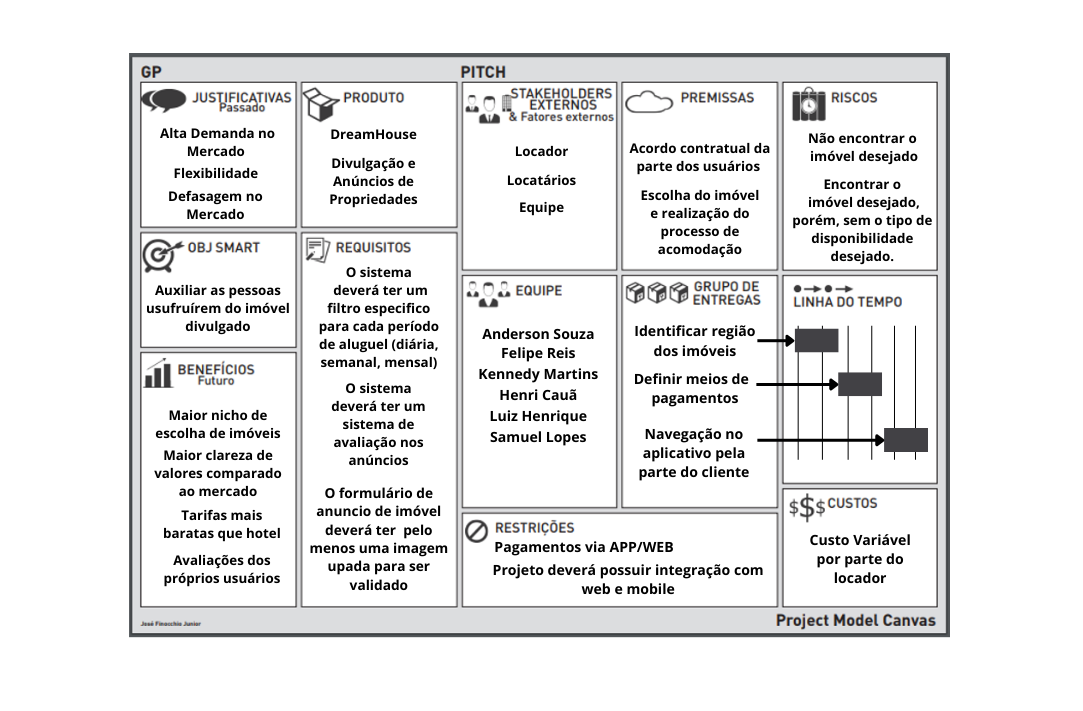 GP
PITCH
JUSTIFICATIVAS
Passado
Alta Demanda no
Mercado
Flexibilidade
Defasagem no
Mercado
PRODUTO
DreamHouse
Divulgação e
Anúncios de
Propriedades
STAKEHOLDERS
EXTERNOS
& Fatores externos
Locador
Locatários
Equipe
PREMISSAS
Acordo contratual da
parte dos usuários
Escolha do imóvel
e realização do
processo de
acomodação
RISCOS
Não encontrar o
imóvel desejado
Encontrar o
imóvel desejado,
porém, sem o tipo de
disponibilidade
desejado.
OBJ SMART
Auxiliar as pessoas
usufruírem do imóvel
divulgado
REQUISITOS
O sistema
deverá ter um
filtro especifico
para cada período
de aluguel (diária,
semanal, mensal)
O sistema
deverá ter um
sistema de
avaliação nos
anúncios
O formulário de
anuncio de imóvel
deverá ter pelo
menos uma imagem
upada para ser
validado
EQUIPE
Anderson Souza
Felipe Reis
Kennedy Martins
Henri Cauã
Luiz Henrique
Samuel Lopes
GRUPO DE
ENTREGAS
Identificar região
dos imóveis
Definir meios de
pagamentos
Navegação no
aplicativo pela
parte do cliente
LINHA DO TEMPO
BENEFÍCIOS
Futuro
Maior nicho de
escolha de imóveis
Maior clareza de
valores comparado
ao mercado
Tarifas mais
baratas que hotel
Avaliações dos
próprios usuários
RESTRIÇÕES
Pagamentos via APP/WEB
Projeto deverá possuir integração com
web e mobile
$$$ CUSTOS
Custo Variável
por parte do
locador
José Finocchio Junior
Project Model Canvas